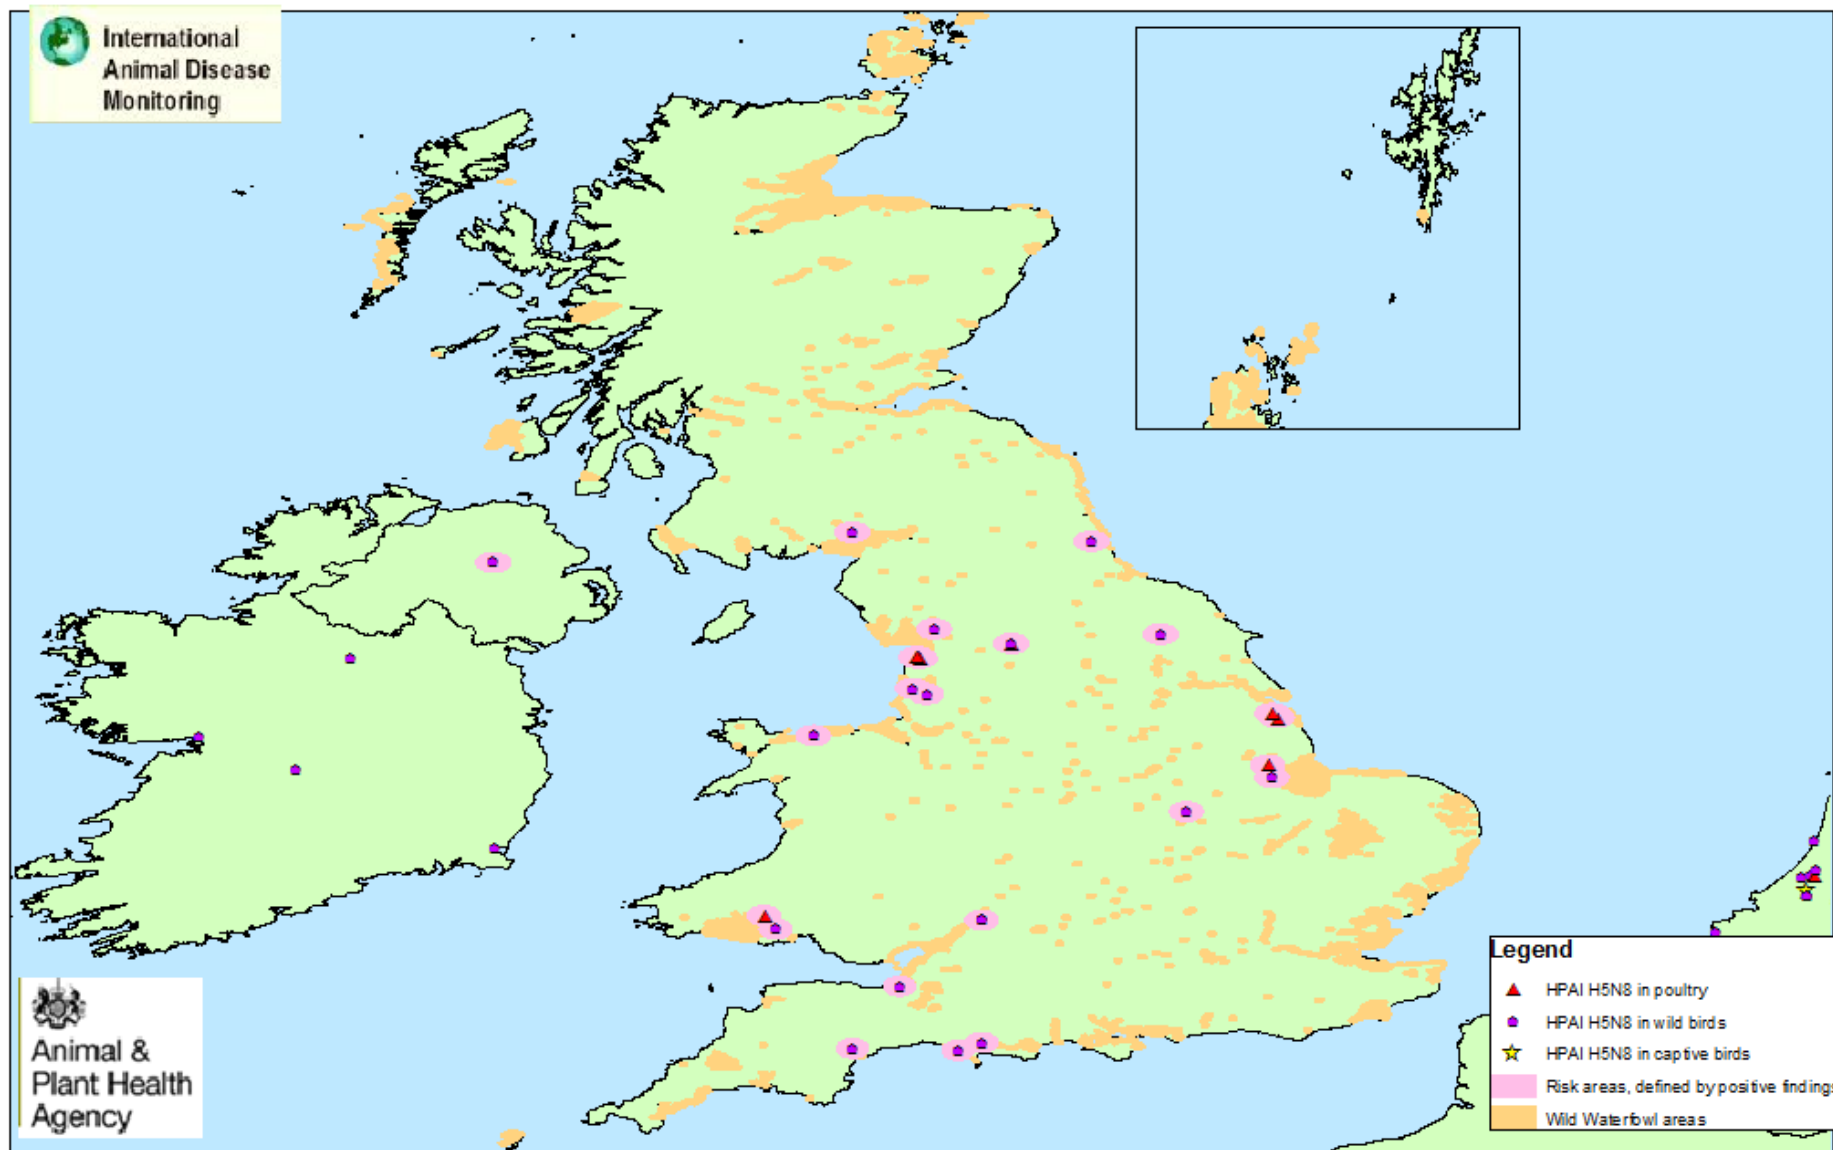 International
Animal Disease
Monitoring
Animal &
Plant Health
Agency
Legend
HPAI H5N8 in poultry
HPAI H5N8 in wild birds
HPAI H5N8 in captive birds
Risk areas, defined by positive findings
Wild Waterfowl areas